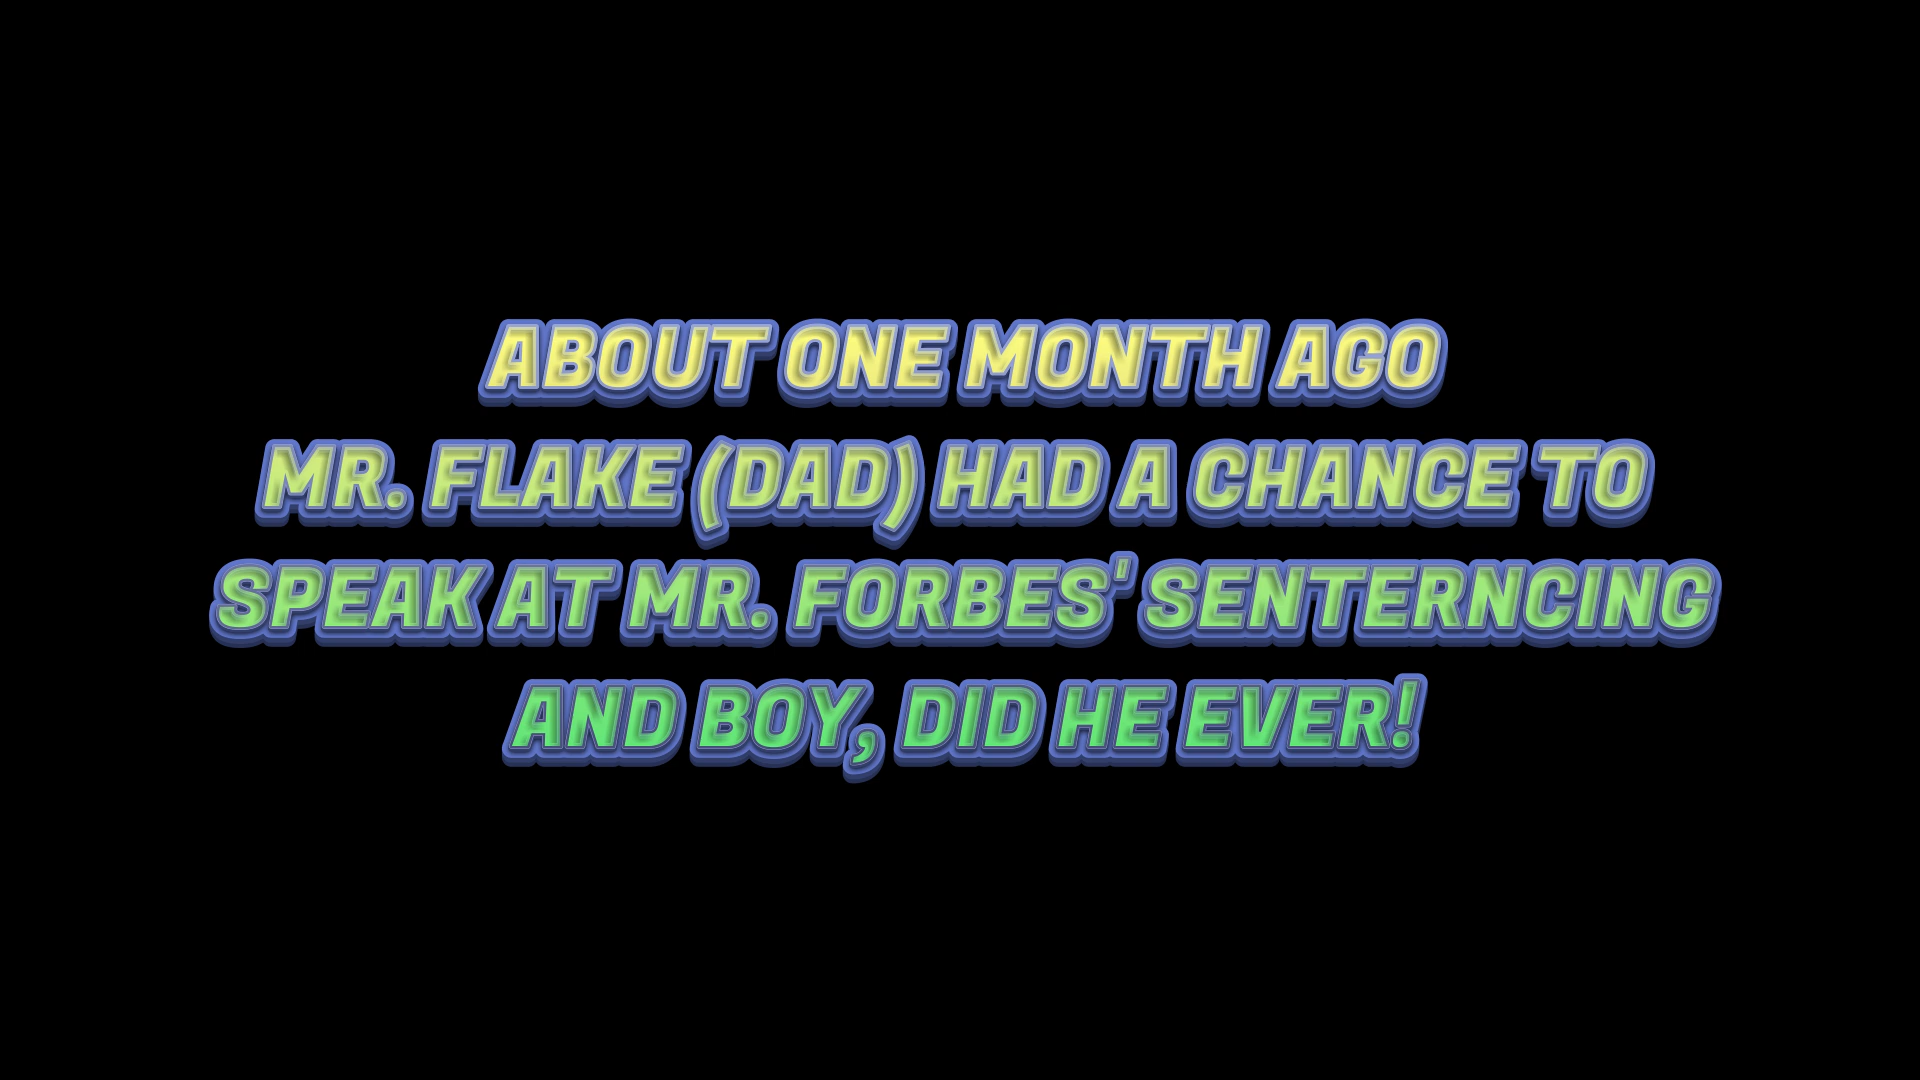 ABOUT ONE MONTH AGO
MR. FLAKE (DAD) HAD A CHANCE TO
SPEAK AT MR. FORBES' SENTERNCING
AND BOY, DID HE EVER!